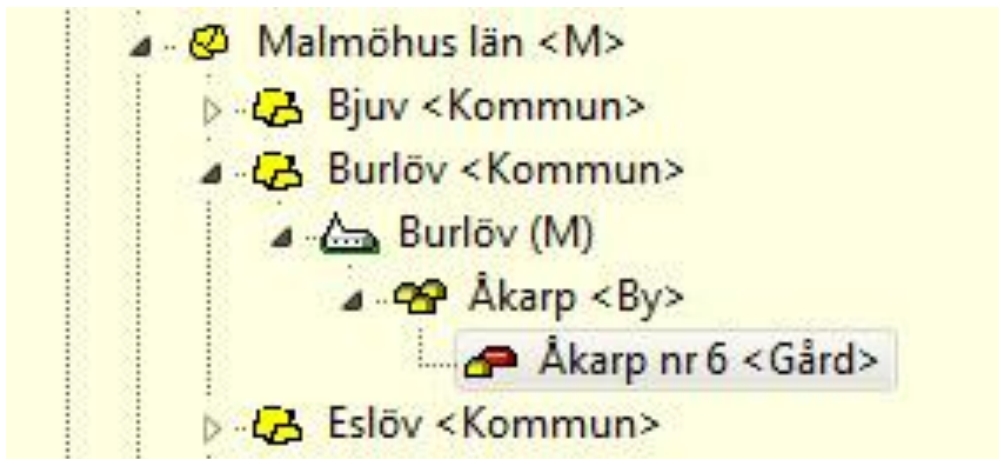 Malmöhus län <M>
Bjuv <Kommun>
Burlöv <Kommun>
Burlöv (M)
Åkarp <By>
Åkarp nr 6 <Gård>
Eslöv <Kommun>